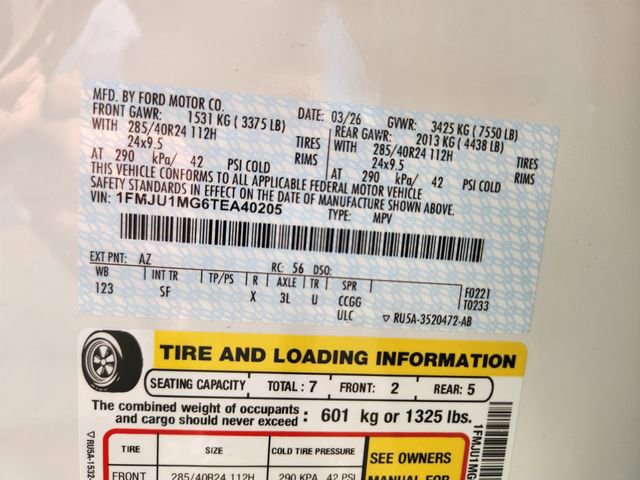 MFD. BY FORD MOTOR CO. DATE: 03/26 GVWR: 3425 KG ( 7550 LB)
FRONT GAWR: 1531 KG ( 3375 LB) REAR GAWR: 2013 KG ( 4438 LB)
WITH 285/40R24 112H TIRES WITH 285/40R24 112H TIRES
24x9.5 RIMS 24x9.5 RIMS
AT 290 kPa/ 42 PSI COLD AT 290 kPa/ 42 PSI COLD
THIS VEHICLE CONFORMS TO ALL APPLICABLE FEDERAL MOTOR VEHICLE
SAFETY STANDARDS IN EFFECT ON THE DATE OF MANUFACTURE SHOWN ABOVE.
VIN: 1FMJU1MG6TEA40205 TYPE: MPV
EXT PNT: AZ RC: 56 DSO:
WB INT TR TP/PS R AXLE TR SPR F0221
123 SF X 3L U CCGG T0233
ULC ▽ RU5A-3520472-AB
TIRE AND LOADING INFORMATION
SEATING CAPACITY TOTAL : 7 FRONT: 2 REAR: 5
The combined weight of occupants
and cargo should never exceed : 601 kg or 1325 lbs.
TIRE SIZE COLD TIRE PRESSURE SEE OWNERS
FRONT 285/40R24 112H 290 KPA, 42 PSI MANUAL FOR
▽ RU5A-1532
1FMJU1MG